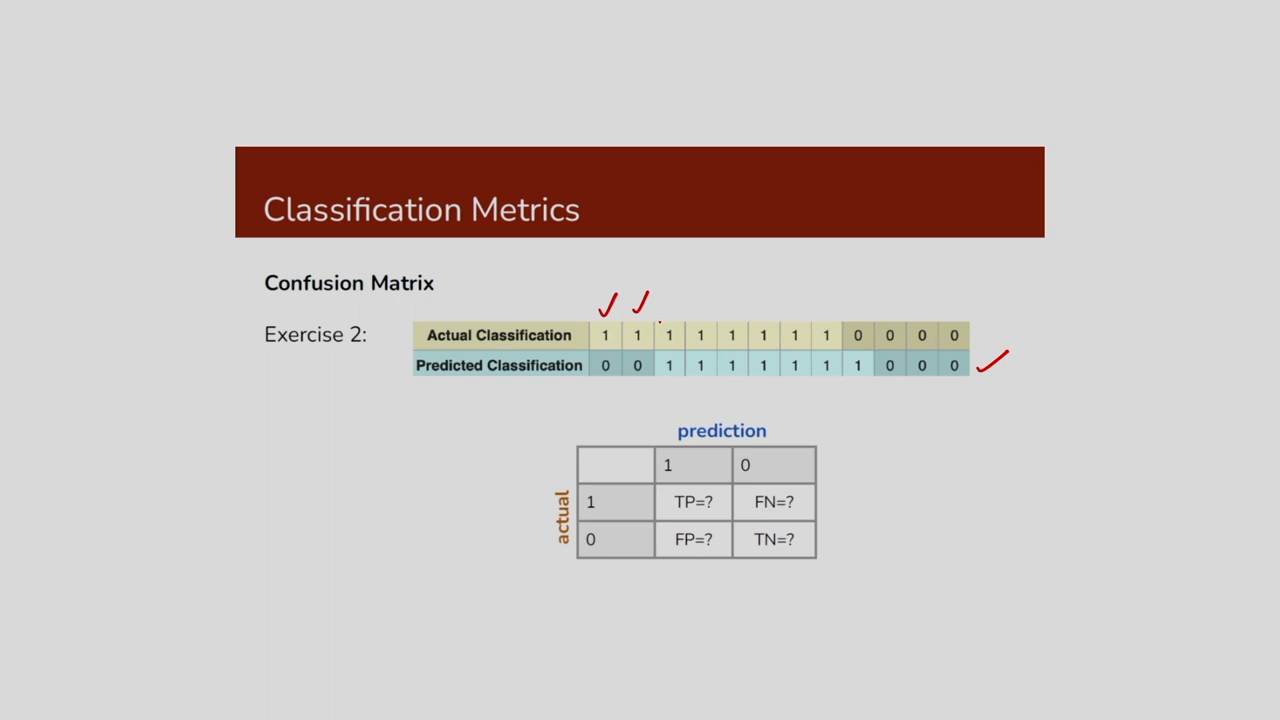 Classification Metrics
Confusion Matrix
Exercise 2:
Actual Classification 1 1 1 1 1 1 1 1 0 0 0 0
Predicted Classification 0 0 1 1 1 1 1 1 1 0 0 0
prediction
1 0
actual
1 TP=? FN=?
0 FP=? TN=?